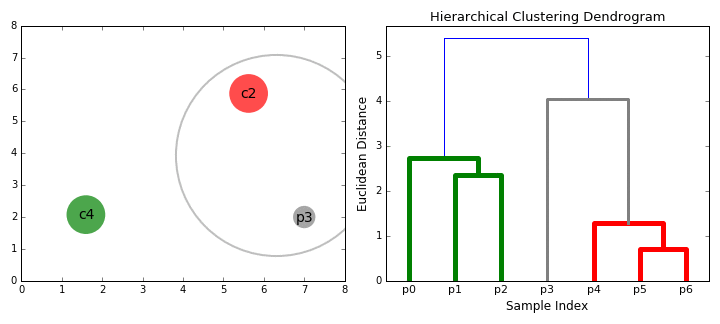 8
7
6
5
4
3
2
1
0
0 1 2 3 4 5 6 7 8
c2
c4
p3
Hierarchical Clustering Dendrogram
5
4
3
2
1
0
Euclidean Distance
p0 p1 p2 p3 p4 p5 p6
Sample Index